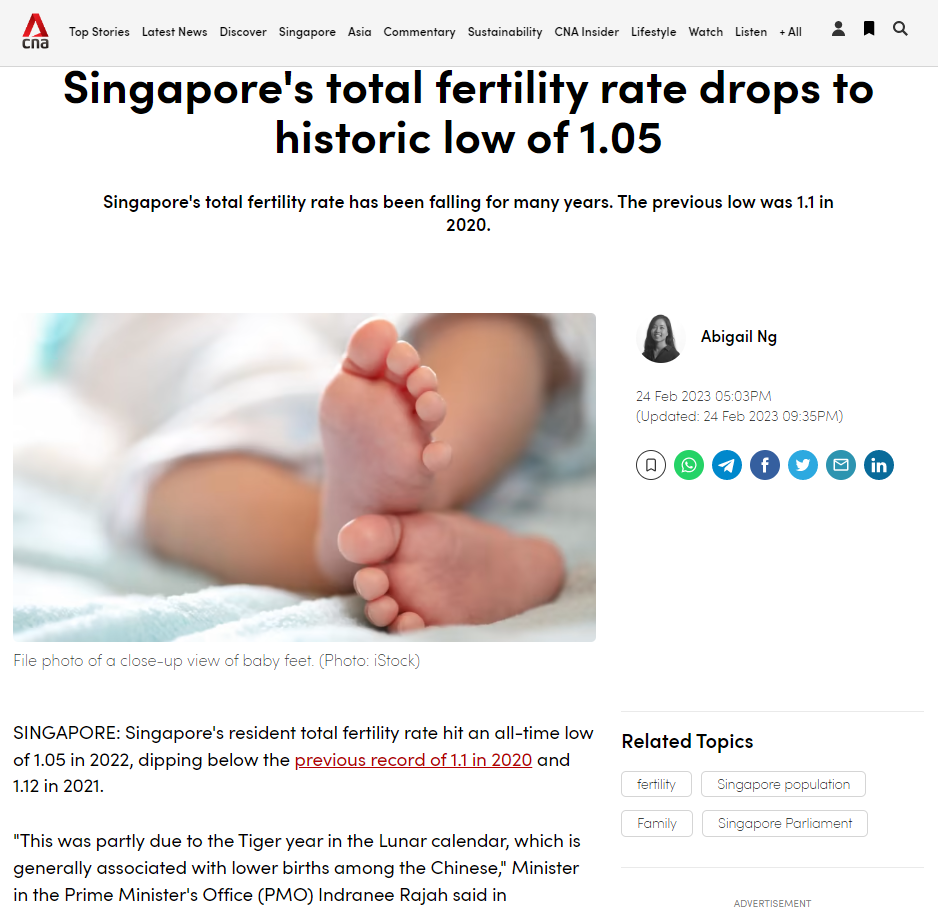 cna
Top Stories Latest News Discover Singapore Asia Commentary Sustainability CNA Insider Lifestyle Watch Listen + All
Singapore's total fertility rate drops to
historic low of 1.05
Singapore's total fertility rate has been falling for many years. The previous low was 1.1 in
2020.
Abigail Ng
24 Feb 2023 05:03PM
(Updated: 24 Feb 2023 09:35PM)
f
in
File photo of a close-up view of baby feet. (Photo: iStock)
SINGAPORE: Singapore's resident total fertility rate hit an all-time low
of 1.05 in 2022, dipping below the previous record of 1.1 in 2020 and
1.12 in 2021.
"This was partly due to the Tiger year in the Lunar calendar, which is
generally associated with lower births among the Chinese," Minister
in the Prime Minister's Office (PMO) Indranee Rajah said in
Related Topics
fertility Singapore population
Family Singapore Parliament
ADVERTISEMENT